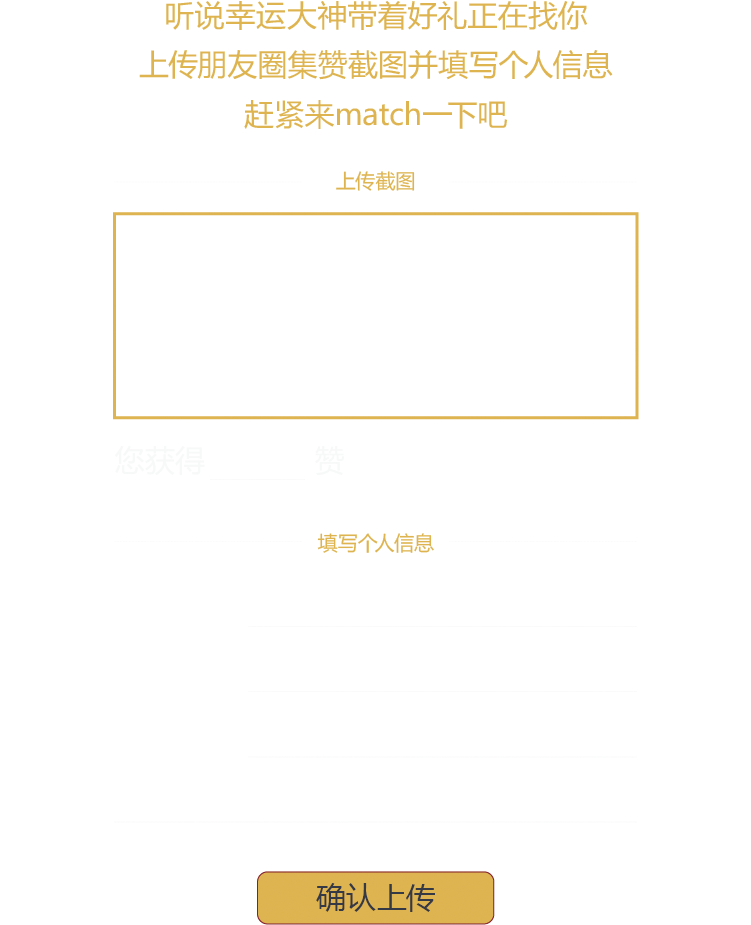 听说幸运大神带着好礼正在找你
上传朋友圈集赞截图并填写个人信息
赶紧来match一下吧
上传截图
您获得 赞
填写个人信息
确认上传